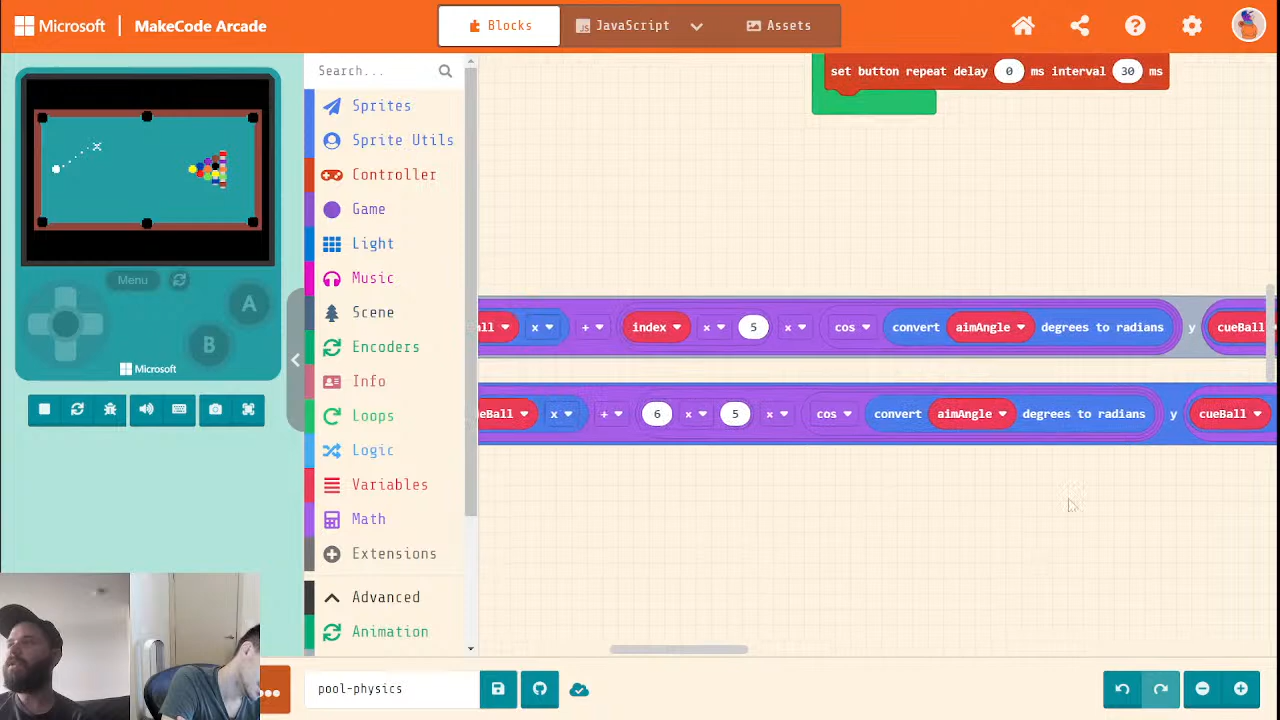 Microsoft | MakeCode Arcade
Blocks
JavaScript
Assets
Search...
Sprites
Sprite Utils
Controller
Game
Light
Music
Scene
Encoders
Info
Loops
Logic
Variables
Math
Extensions
Advanced
Animation
Menu
A
B
Microsoft
set button repeat delay 0 ms interval 30 ms
all x + index x 5 x cos convert aimAngle degrees to radians y cueBall
eBall x + 6 x 5 x cos convert aimAngle degrees to radians y cueBall
pool-physics